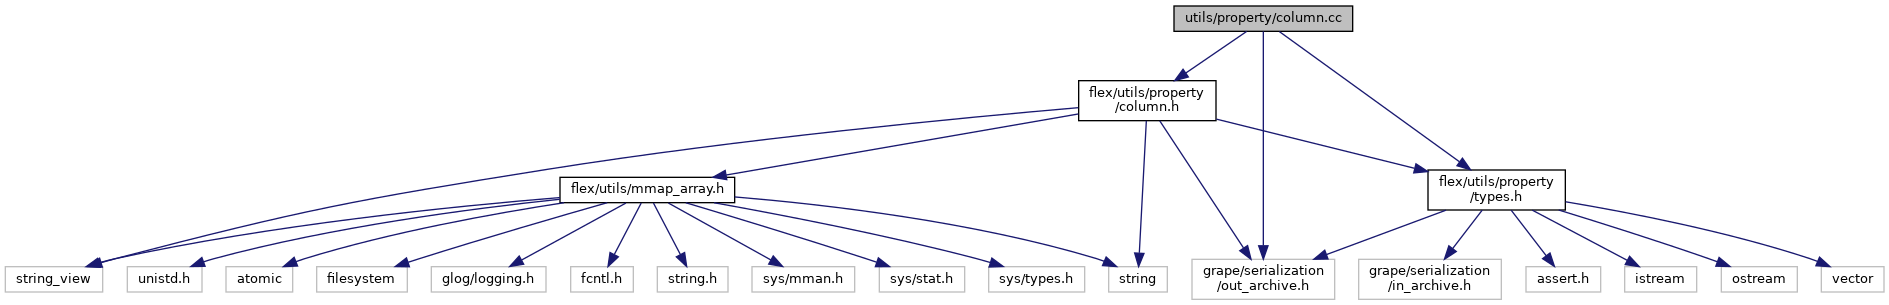 utils/property/column.cc
flex/utils/property
/column.h
flex/utils/mmap_array.h
flex/utils/property
/types.h
string_view
unistd.h
atomic
filesystem
glog/logging.h
fcntl.h
string.h
sys/mman.h
sys/stat.h
sys/types.h
string
grape/serialization
/out_archive.h
grape/serialization
/in_archive.h
assert.h
istream
ostream
vector